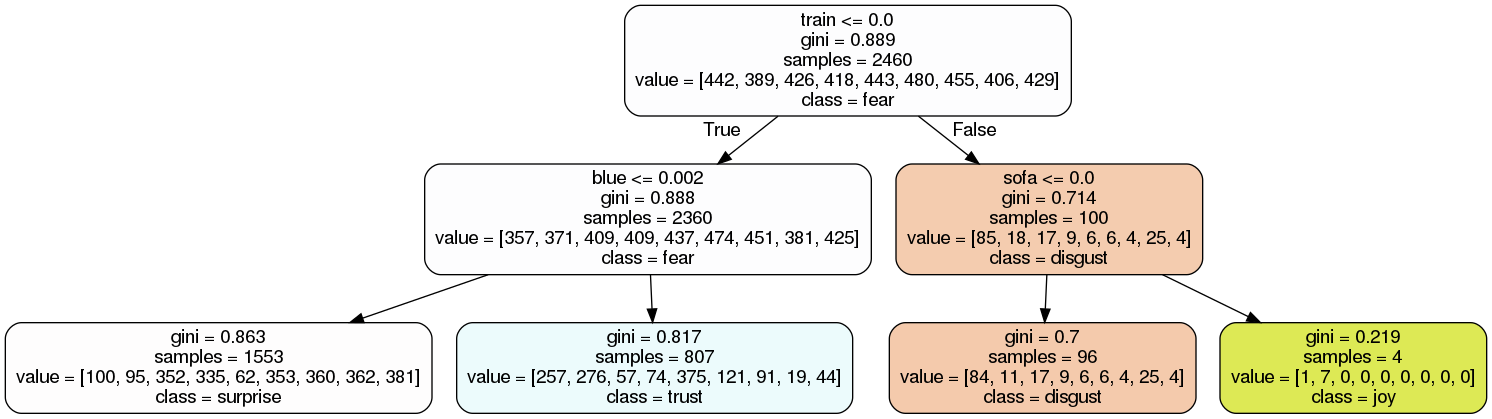 train <= 0.0
gini = 0.889
samples = 2460
value = [442, 389, 426, 418, 443, 480, 455, 406, 429]
class = fear
True
False
blue <= 0.002
gini = 0.888
samples = 2360
value = [357, 371, 409, 409, 437, 474, 451, 381, 425]
class = fear
sofa <= 0.0
gini = 0.714
samples = 100
value = [85, 18, 17, 9, 6, 6, 4, 25, 4]
class = disgust
gini = 0.863
samples = 1553
value = [100, 95, 352, 335, 62, 353, 360, 362, 381]
class = surprise
gini = 0.817
samples = 807
value = [257, 276, 57, 74, 375, 121, 91, 19, 44]
class = trust
gini = 0.7
samples = 96
value = [84, 11, 17, 9, 6, 6, 4, 25, 4]
class = disgust
gini = 0.219
samples = 4
value = [1, 7, 0, 0, 0, 0, 0, 0, 0]
class = joy